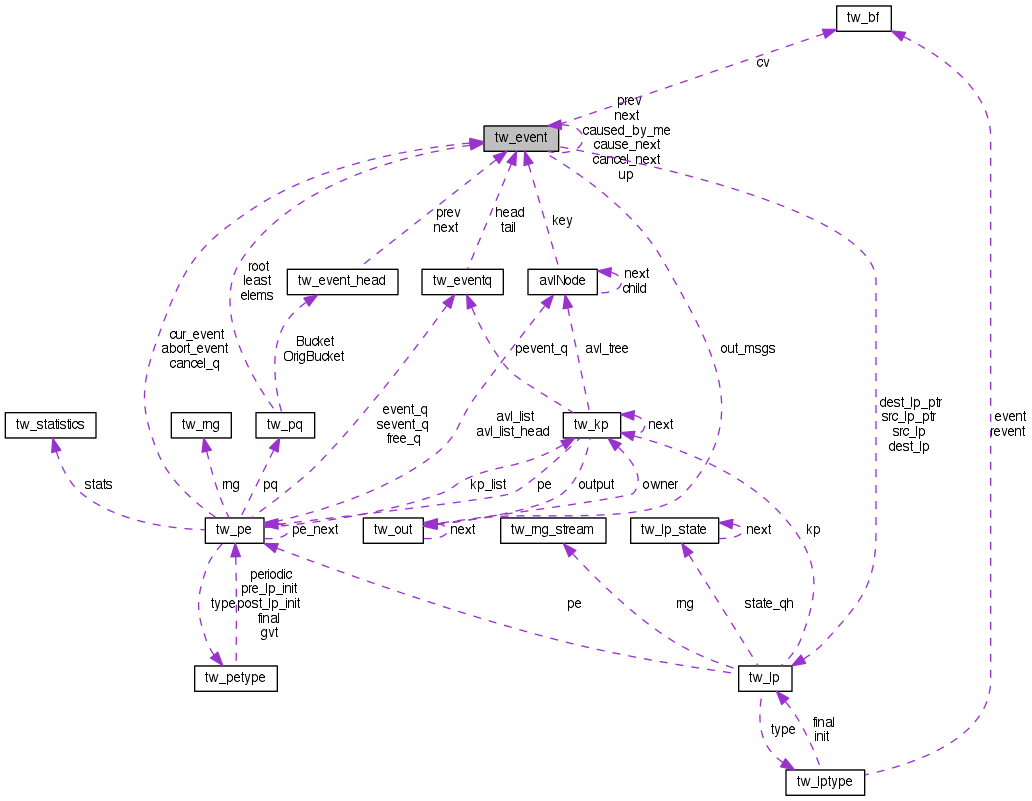 tw_bf
cv
prev
next
caused_by_me
cause_next
cancel_next
up
tw_event
prev
next
head
tail
key
root
least
elems
tw_event_head
tw_eventq
avlNode
next
child
cur_event
abort_event
cancel_q
Bucket
OrigBucket
pevent_q
avl_tree
out_msgs
dest_lp_ptr
src_lp_ptr
src_lp
dest_lp
event
revent
tw_statistics
tw_rng
tw_pq
event_q
sevent_q
free_q
avl_list
avl_list_head
tw_kp
next
stats
rng
pq
kp_list
pe
output
owner
tw_pe
pe_next
tw_out
next
tw_rng_stream
tw_lp_state
next
kp
type
periodic
pre_lp_init
post_lp_init
final
gvt
pe
rng
state_qh
tw_petype
tw_lp
type
final
init
tw_lptype